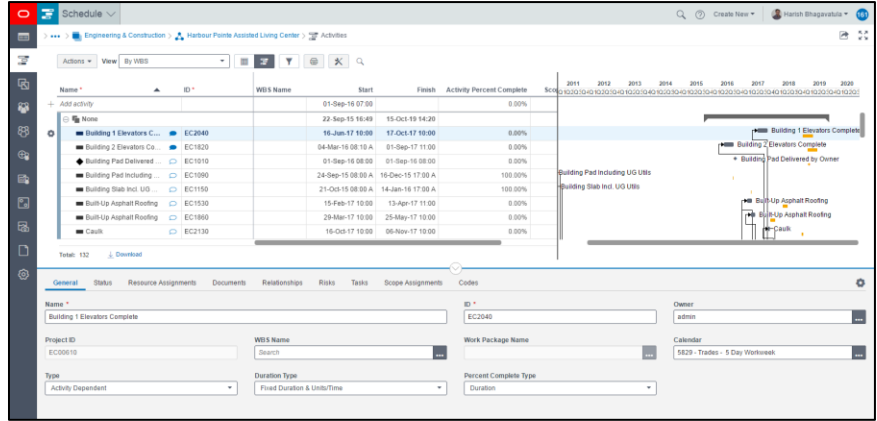 Schedule Create New Harish Bhagavatula 161
> ••• > Engineering & Construction > Harbour Pointe Assisted Living Center > Activities
Actions View By WBS
Name * ID * WBS Name Start Finish Activity Percent Complete 2011 2012 2013 2014 2015 2016 2017 2018 2019 2020
+ Add activity 01-Sep-16 07:00 0.00%
None 22-Sep-15 16:49 15-Oct-19 14:20
Building 1 Elevators C... EC2040 16-Jun-17 10:00 17-Oct-17 10:00 0.00% Building 1 Elevators Complete
Building 2 Elevators Co... EC1820 04-Mar-16 08:10 A 01-Sep-17 11:00 0.00% Building 2 Elevators Complete
Building Pad Delivered ... EC1010 01-Sep-16 08:00 01-Sep-16 08:00 0.00% Building Pad Delivered by Owner
Building Pad Including ... EC1090 24-Sep-15 08:00 A 16-Dec-15 17:00 A 100.00% Building Pad Including UG Utils
Building Slab Incl. UG ... EC1150 21-Oct-15 08:00 A 14-Jan-16 17:00 A 100.00% Building Slab Incl. UG Utils
Built-Up Asphalt Roofing EC1530 15-Feb-17 10:00 13-Apr-17 11:00 0.00% Built-Up Asphalt Roofing
Built-Up Asphalt Roofing EC1860 29-Mar-17 10:00 25-May-17 10:00 0.00% Built-Up Asphalt Roofing
Caulk EC2130 16-Oct-17 10:00 06-Nov-17 10:00 0.00% Caulk
Total: 132 Download
General Status Resource Assignments Documents Relationships Risks Tasks Scope Assignments Codes
Name * ID * Owner
Building 1 Elevators Complete EC2040 admin
Project ID WBS Name Work Package Name Calendar
EC00610 Search 5829 - Trades - 5 Day Workweek
Type Duration Type Percent Complete Type
Activity Dependent Fixed Duration & Units/Time Duration